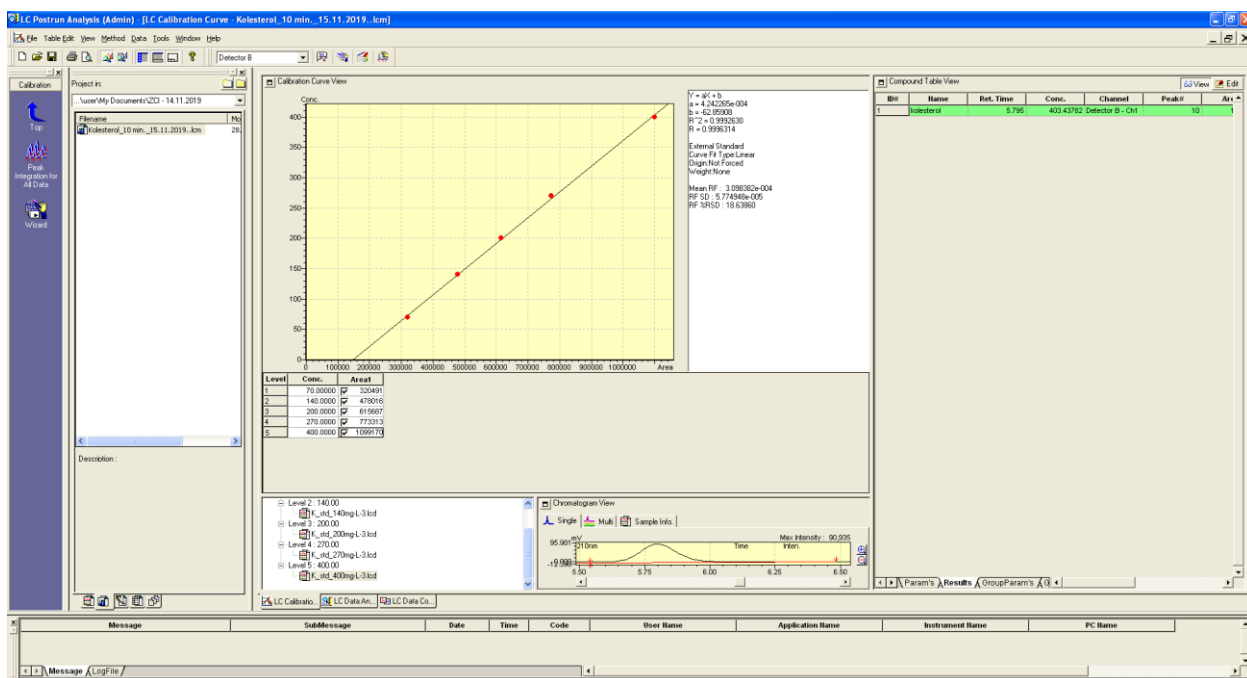 LC Postrun Analysis (Admin) - [LC Calibration Curve - Kolesterol_10 min._15.11.2019..lcm]
File Table Edit View Method Data Tools Window Help
Detector B
Calibration
Top
Peak
Integration for
All Data
Wizard
Project in:
...\user\My Documents\ZCI - 14.11.2019
Filename Mo
Kolesterol_10 min._15.11.2019..lcm 28.
Description :
Calibration Curve View
Conc.
400
350
300
250
200
150
100
50
0
0 100000 200000 300000 400000 500000 600000 700000 800000 900000 1000000 Area
Y = aX + b
a = 4.242265e-004
b = -62.85908
R^2 = 0.9992630
R = 0.9996314
External Standard
Curve Fit Type:Linear
Origin:Not Forced
Weight:None
Mean RF : 3.098382e-004
RF SD : 5.774948e-005
RF %RSD : 18.63860
Level Conc. Area1
1 70.00000 320491
2 140.0000 478016
3 200.0000 615687
4 270.0000 773313
5 400.0000 1099170
Level 2 : 140.00
K_std_140mg-L-3.lcd
Level 3 : 200.00
K_std_200mg-L-3.lcd
Level 4 : 270.00
K_std_270mg-L-3.lcd
Level 5 : 400.00
K_std_400mg-L-3.lcd
Chromatogram View
Single Multi Sample Info.
mV Max Intensity : 90,935
95.981 210nm Time Inten.
5.50 5.75 6.00 6.25 6.50
Compound Table View
View Edit
ID# Name Ret. Time Conc. Channel Peak# Are
1 kolesterol 5.795 403.43782 Detector B - Ch1 10 1
Param's Results GroupParam's G
LC Calibratio... LC Data An... LC Data Co...
Message SubMessage Date Time Code User Name Application Name Instrument Name PC Name
Message LogFile